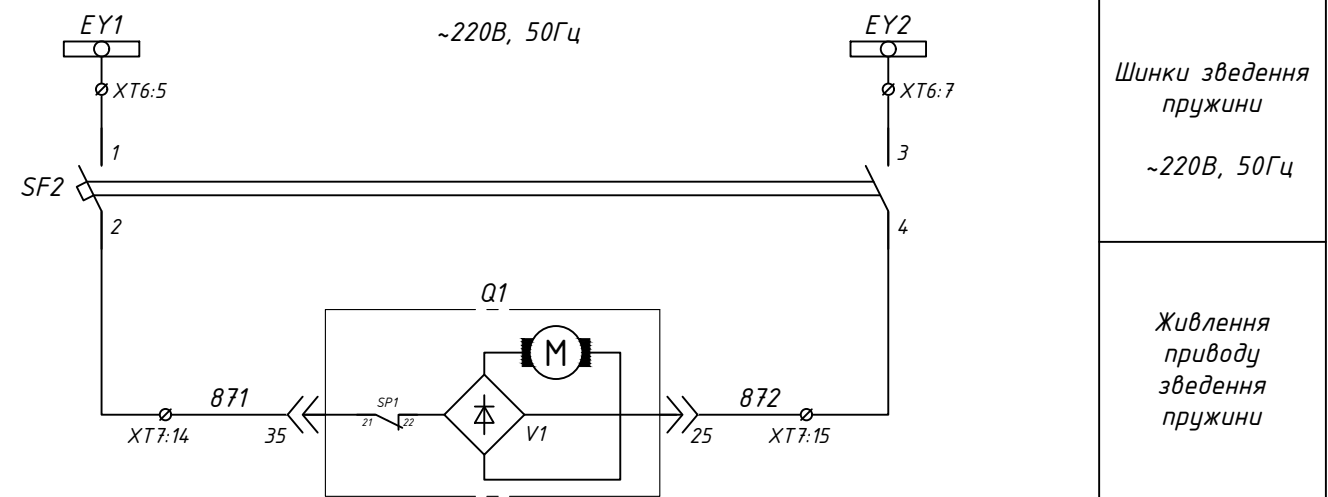 EY1
~220В, 50Гц
EY2
XT6:5
XT6:7
Шинки зведення
пружини
~220В, 50Гц
1
3
SF2
2
4
Q1
M
Живлення
приводу
зведення
пружини
871
SP1
872
21
22
V1
XT7:14
35
25
XT7:15